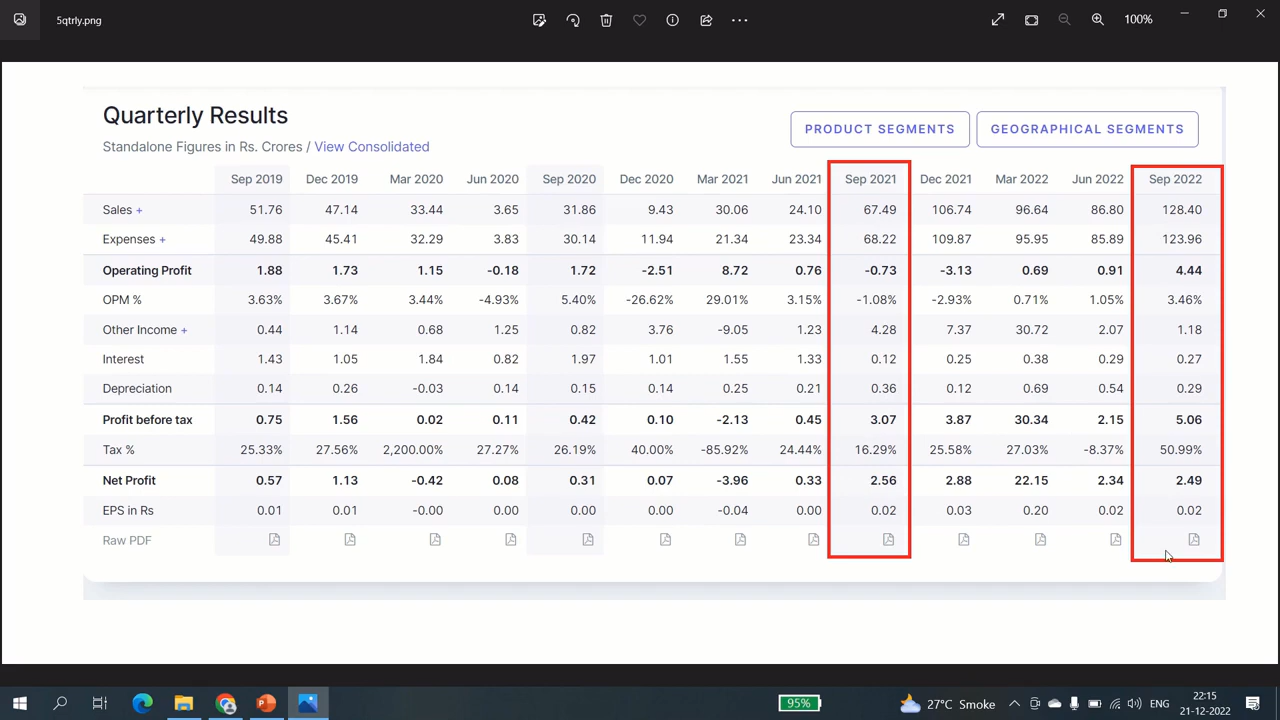 5qtrly.png
100%
Quarterly Results
PRODUCT SEGMENTS
GEOGRAPHICAL SEGMENTS
Standalone Figures in Rs. Crores / View Consolidated
Sep 2019 Dec 2019 Mar 2020 Jun 2020 Sep 2020 Dec 2020 Mar 2021 Jun 2021 Sep 2021 Dec 2021 Mar 2022 Jun 2022 Sep 2022
Sales + 51.76 47.14 33.44 3.65 31.86 9.43 30.06 24.10 67.49 106.74 96.64 86.80 128.40
Expenses + 49.88 45.41 32.29 3.83 30.14 11.94 21.34 23.34 68.22 109.87 95.95 85.89 123.96
Operating Profit 1.88 1.73 1.15 -0.18 1.72 -2.51 8.72 0.76 -0.73 -3.13 0.69 0.91 4.44
OPM % 3.63% 3.67% 3.44% -4.93% 5.40% -26.62% 29.01% 3.15% -1.08% -2.93% 0.71% 1.05% 3.46%
Other Income + 0.44 1.14 0.68 1.25 0.82 3.76 -9.05 1.23 4.28 7.37 30.72 2.07 1.18
Interest 1.43 1.05 1.84 0.82 1.97 1.01 1.55 1.33 0.12 0.25 0.38 0.29 0.27
Depreciation 0.14 0.26 -0.03 0.14 0.15 0.14 0.25 0.21 0.36 0.12 0.69 0.54 0.29
Profit before tax 0.75 1.56 0.02 0.11 0.42 0.10 -2.13 0.45 3.07 3.87 30.34 2.15 5.06
Tax % 25.33% 27.56% 2,200.00% 27.27% 26.19% 40.00% -85.92% 24.44% 16.29% 25.58% 27.03% -8.37% 50.99%
Net Profit 0.57 1.13 -0.42 0.08 0.31 0.07 -3.96 0.33 2.56 2.88 22.15 2.34 2.49
EPS in Rs 0.01 0.01 -0.00 0.00 0.00 0.00 -0.04 0.00 0.02 0.03 0.20 0.02 0.02
Raw PDF
95%
27°C Smoke
ENG
22:15
21-12-2022